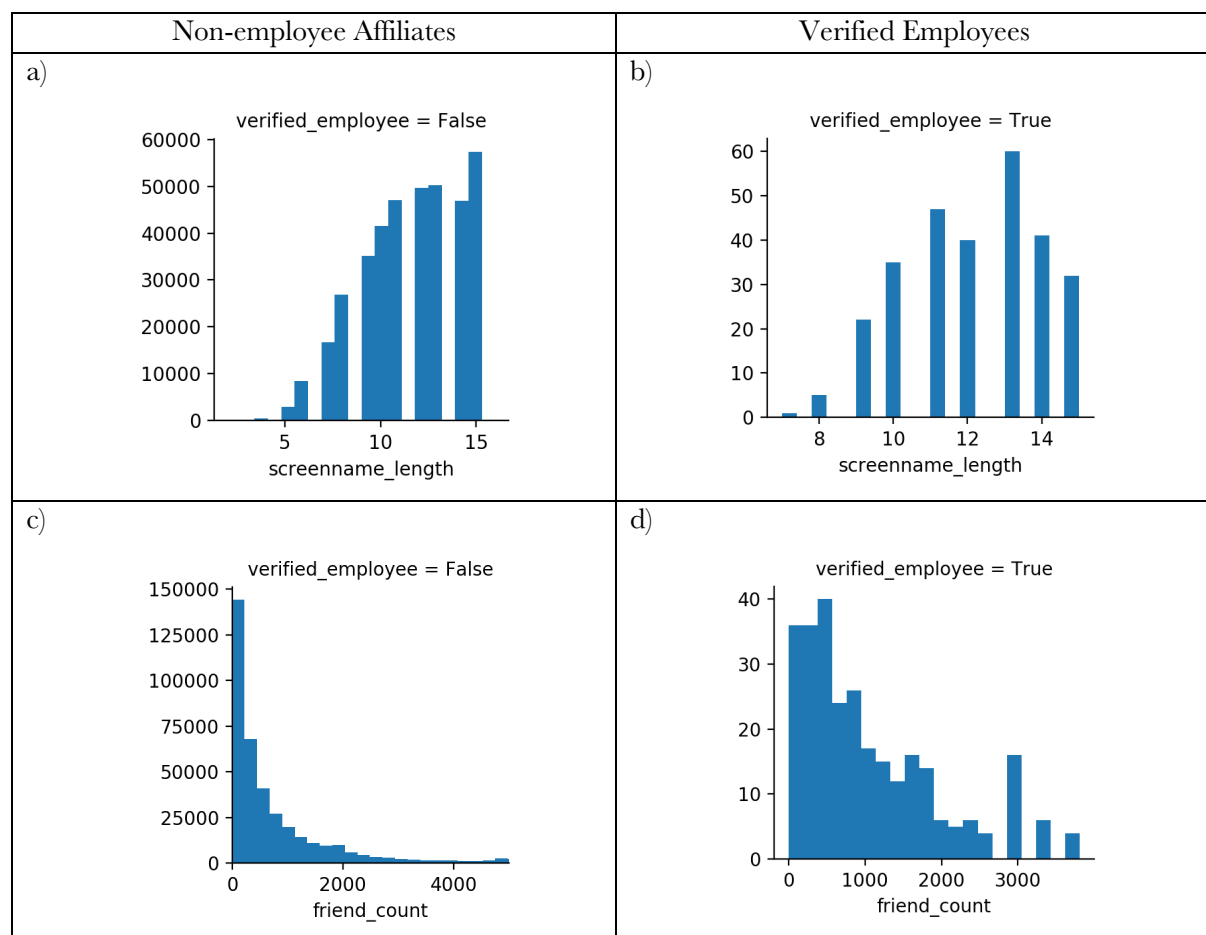 Non-employee Affiliates
Verified Employees
a)
verified_employee = False
60000
50000
40000
30000
20000
10000
0
5 10 15
screenname_length
b)
verified_employee = True
60
50
40
30
20
10
0
8 10 12 14
screenname_length
c)
verified_employee = False
150000
125000
100000
75000
50000
25000
0
0 2000 4000
friend_count
d)
verified_employee = True
40
30
20
10
0
0 1000 2000 3000
friend_count